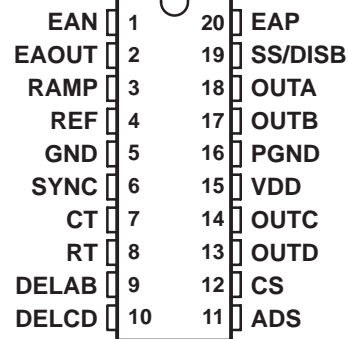 EAN 1 20 EAP
EAOUT 2 19 SS/DISB
RAMP 3 18 OUTA
REF 4 17 OUTB
GND 5 16 PGND
SYNC 6 15 VDD
CT 7 14 OUTC
RT 8 13 OUTD
DELAB 9 12 CS
DELCD 10 11 ADS